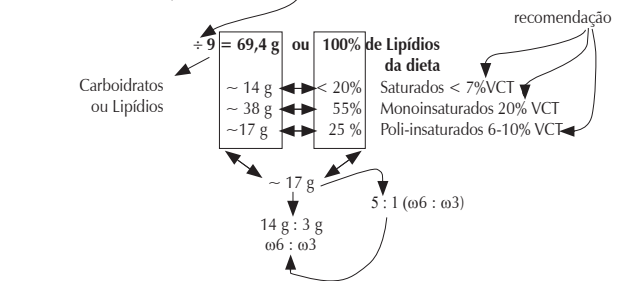 recomendação
÷ 9 = 69,4 g ou 100% de Lipídios
da dieta
Carboidratos
ou Lipídios
~ 14 g < 20% Saturados < 7%VCT
~ 38 g 55% Monoinsaturados 20% VCT
~17 g 25 % Poli-insaturados 6-10% VCT
~ 17 g
5 : 1 (ω6 : ω3)
14 g : 3 g
ω6 : ω3